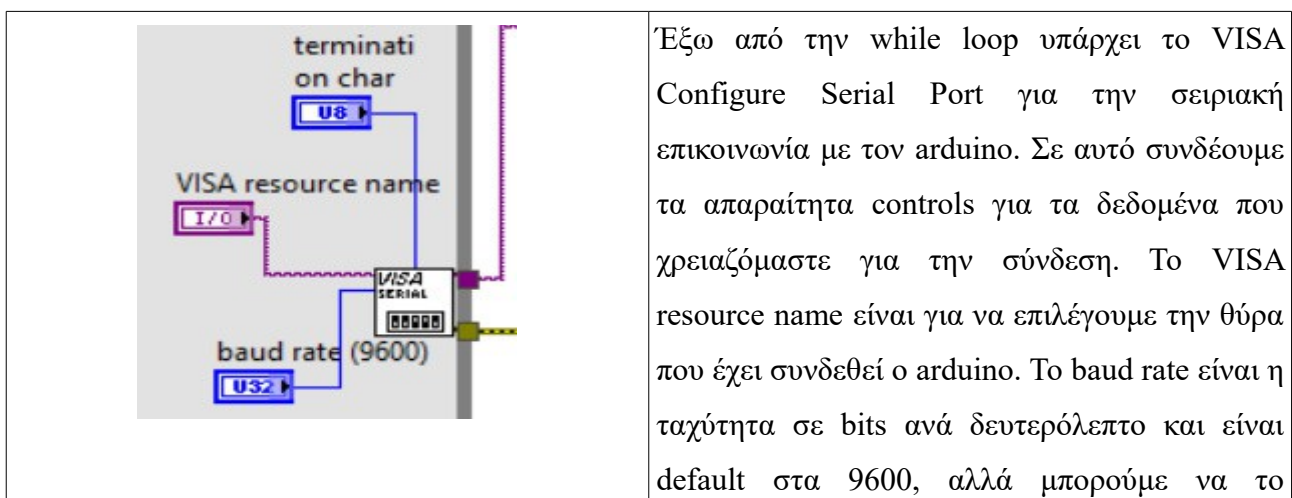 terminati
on char
U8
VISA resource name
I/O
VISA
SERIAL
baud rate (9600)
U32
Έξω από την while loop υπάρχει το VISA
Configure Serial Port για την σειριακή
επικοινωνία με τον arduino. Σε αυτό συνδέουμε
τα απαραίτητα controls για τα δεδομένα που
χρειαζόμαστε για την σύνδεση. Το VISA
resource name είναι για να επιλέγουμε την θύρα
που έχει συνδεθεί ο arduino. Το baud rate είναι η
ταχύτητα σε bits ανά δευτερόλεπτο και είναι
default στα 9600, αλλά μπορούμε να το